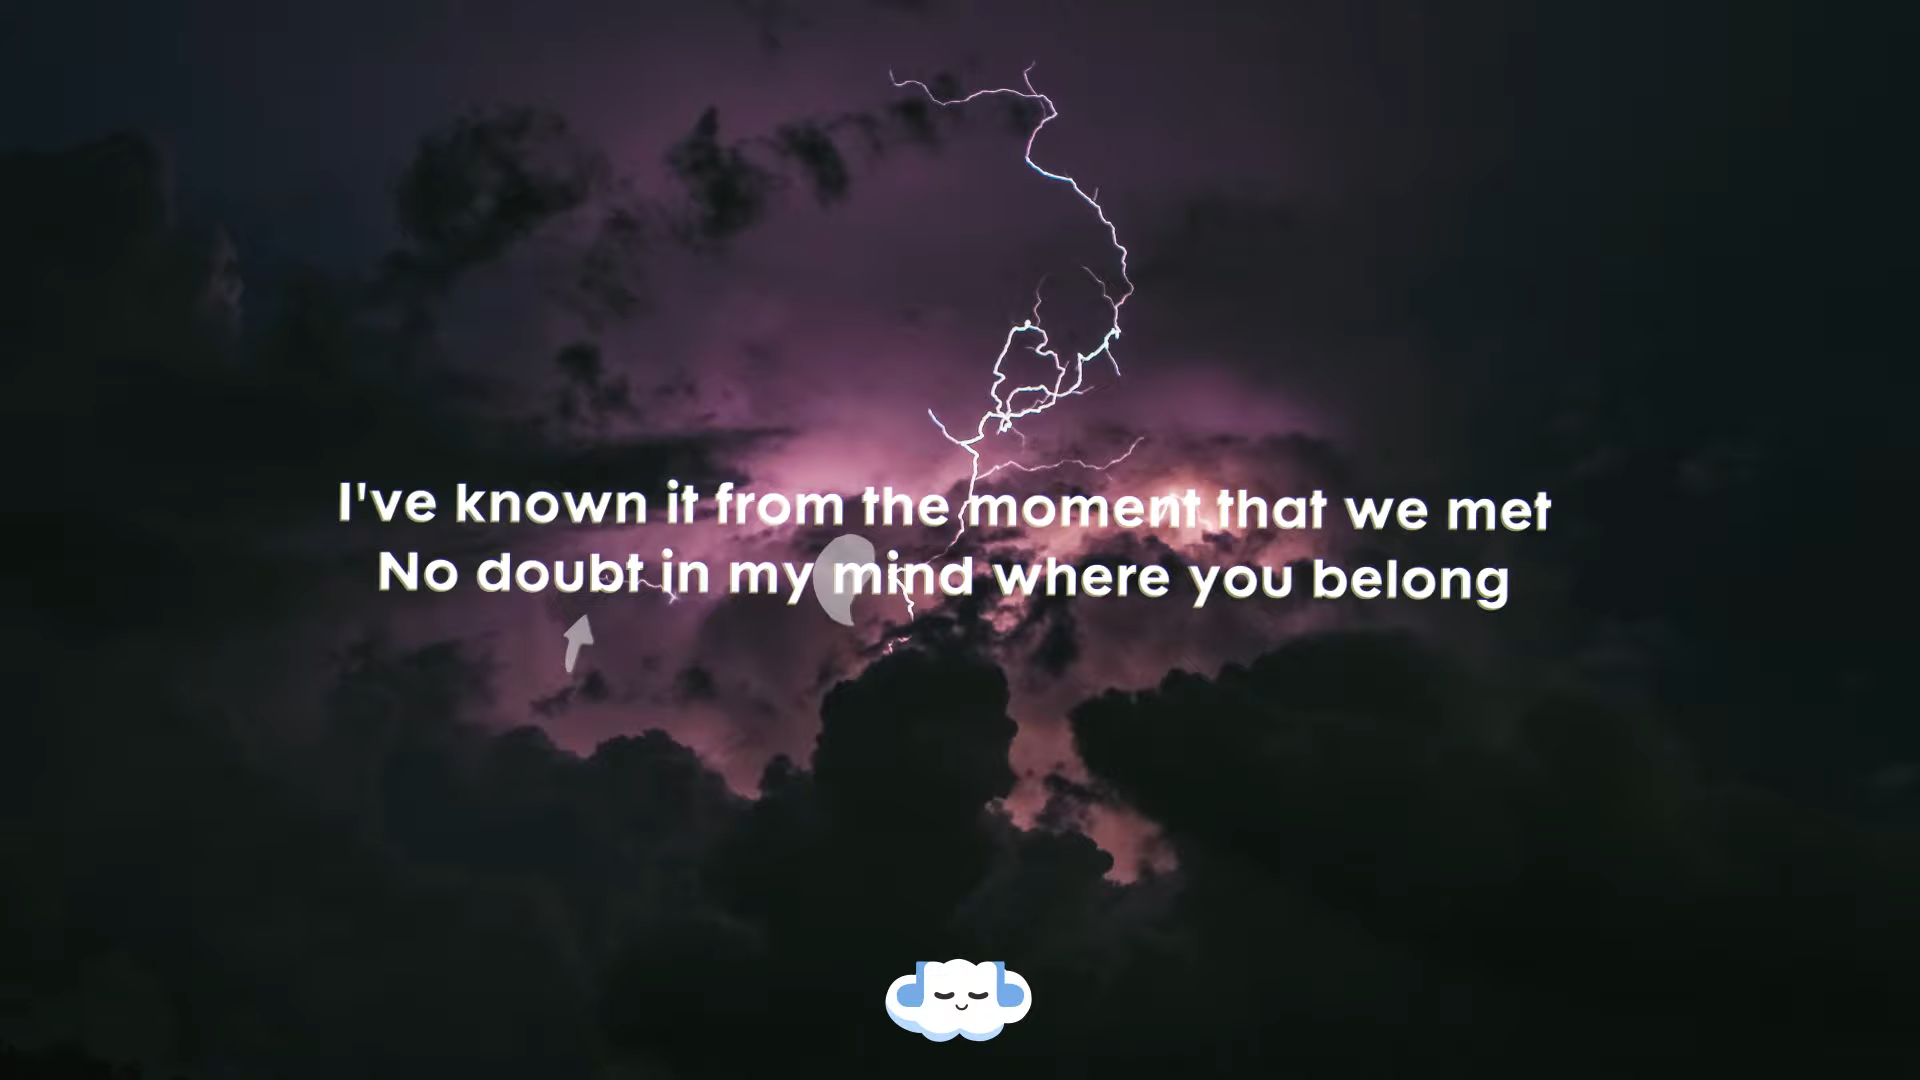 I've known it from the moment that we met
No doubt in my mind where you belong